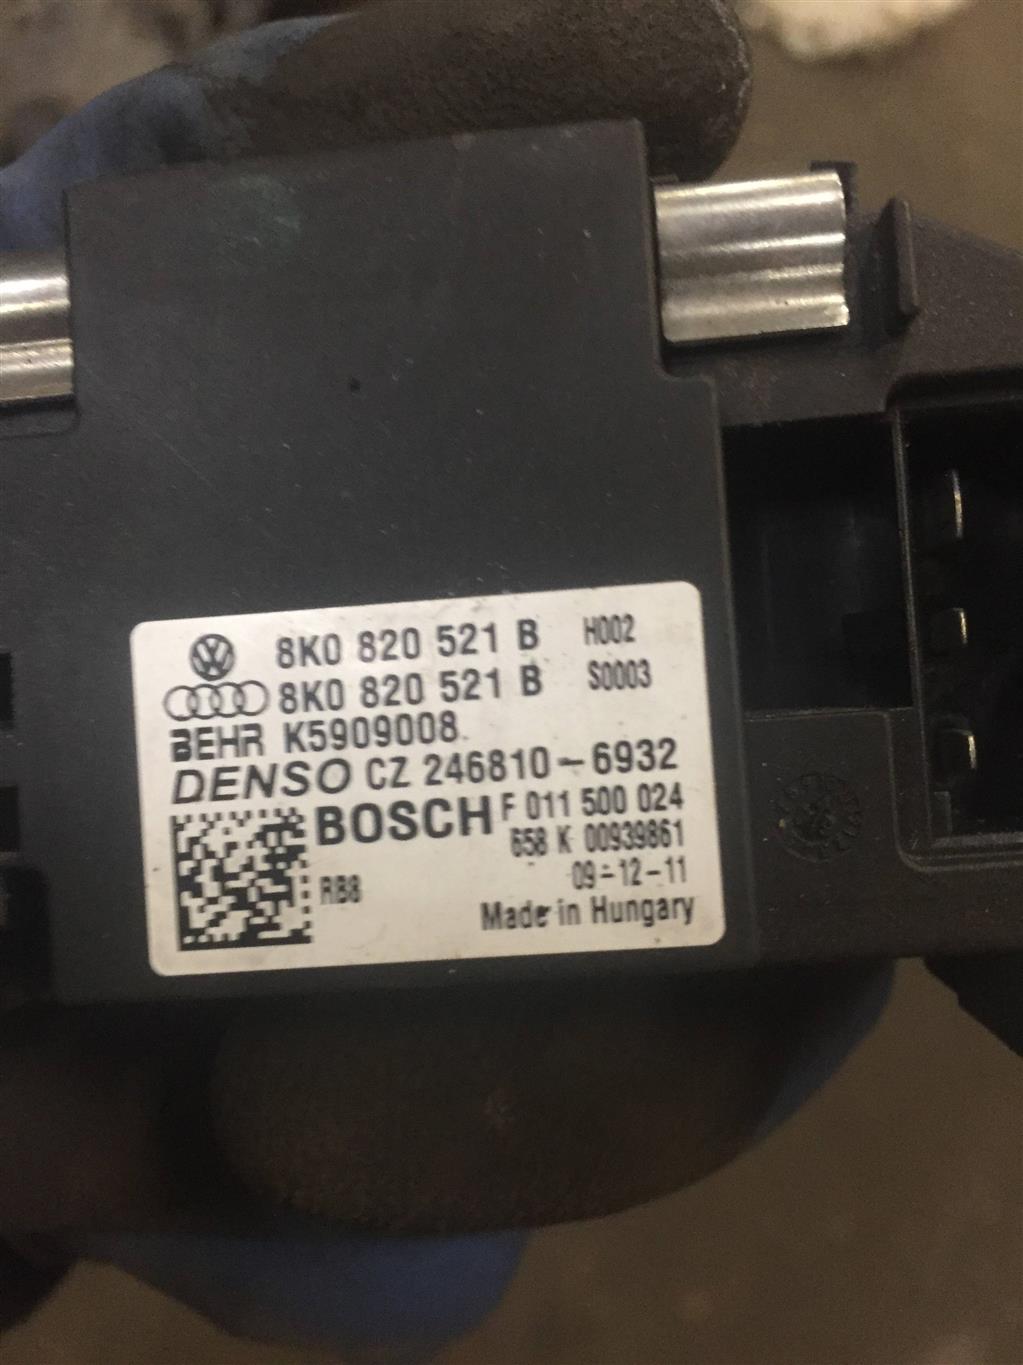 8K0 820 521 B H002
8K0 820 521 B S0003
BEHR K5909008
DENSO CZ 246810-6932
BOSCH F 011 500 024
658 K 00939861
RB8 09-12-11
Made in Hungary